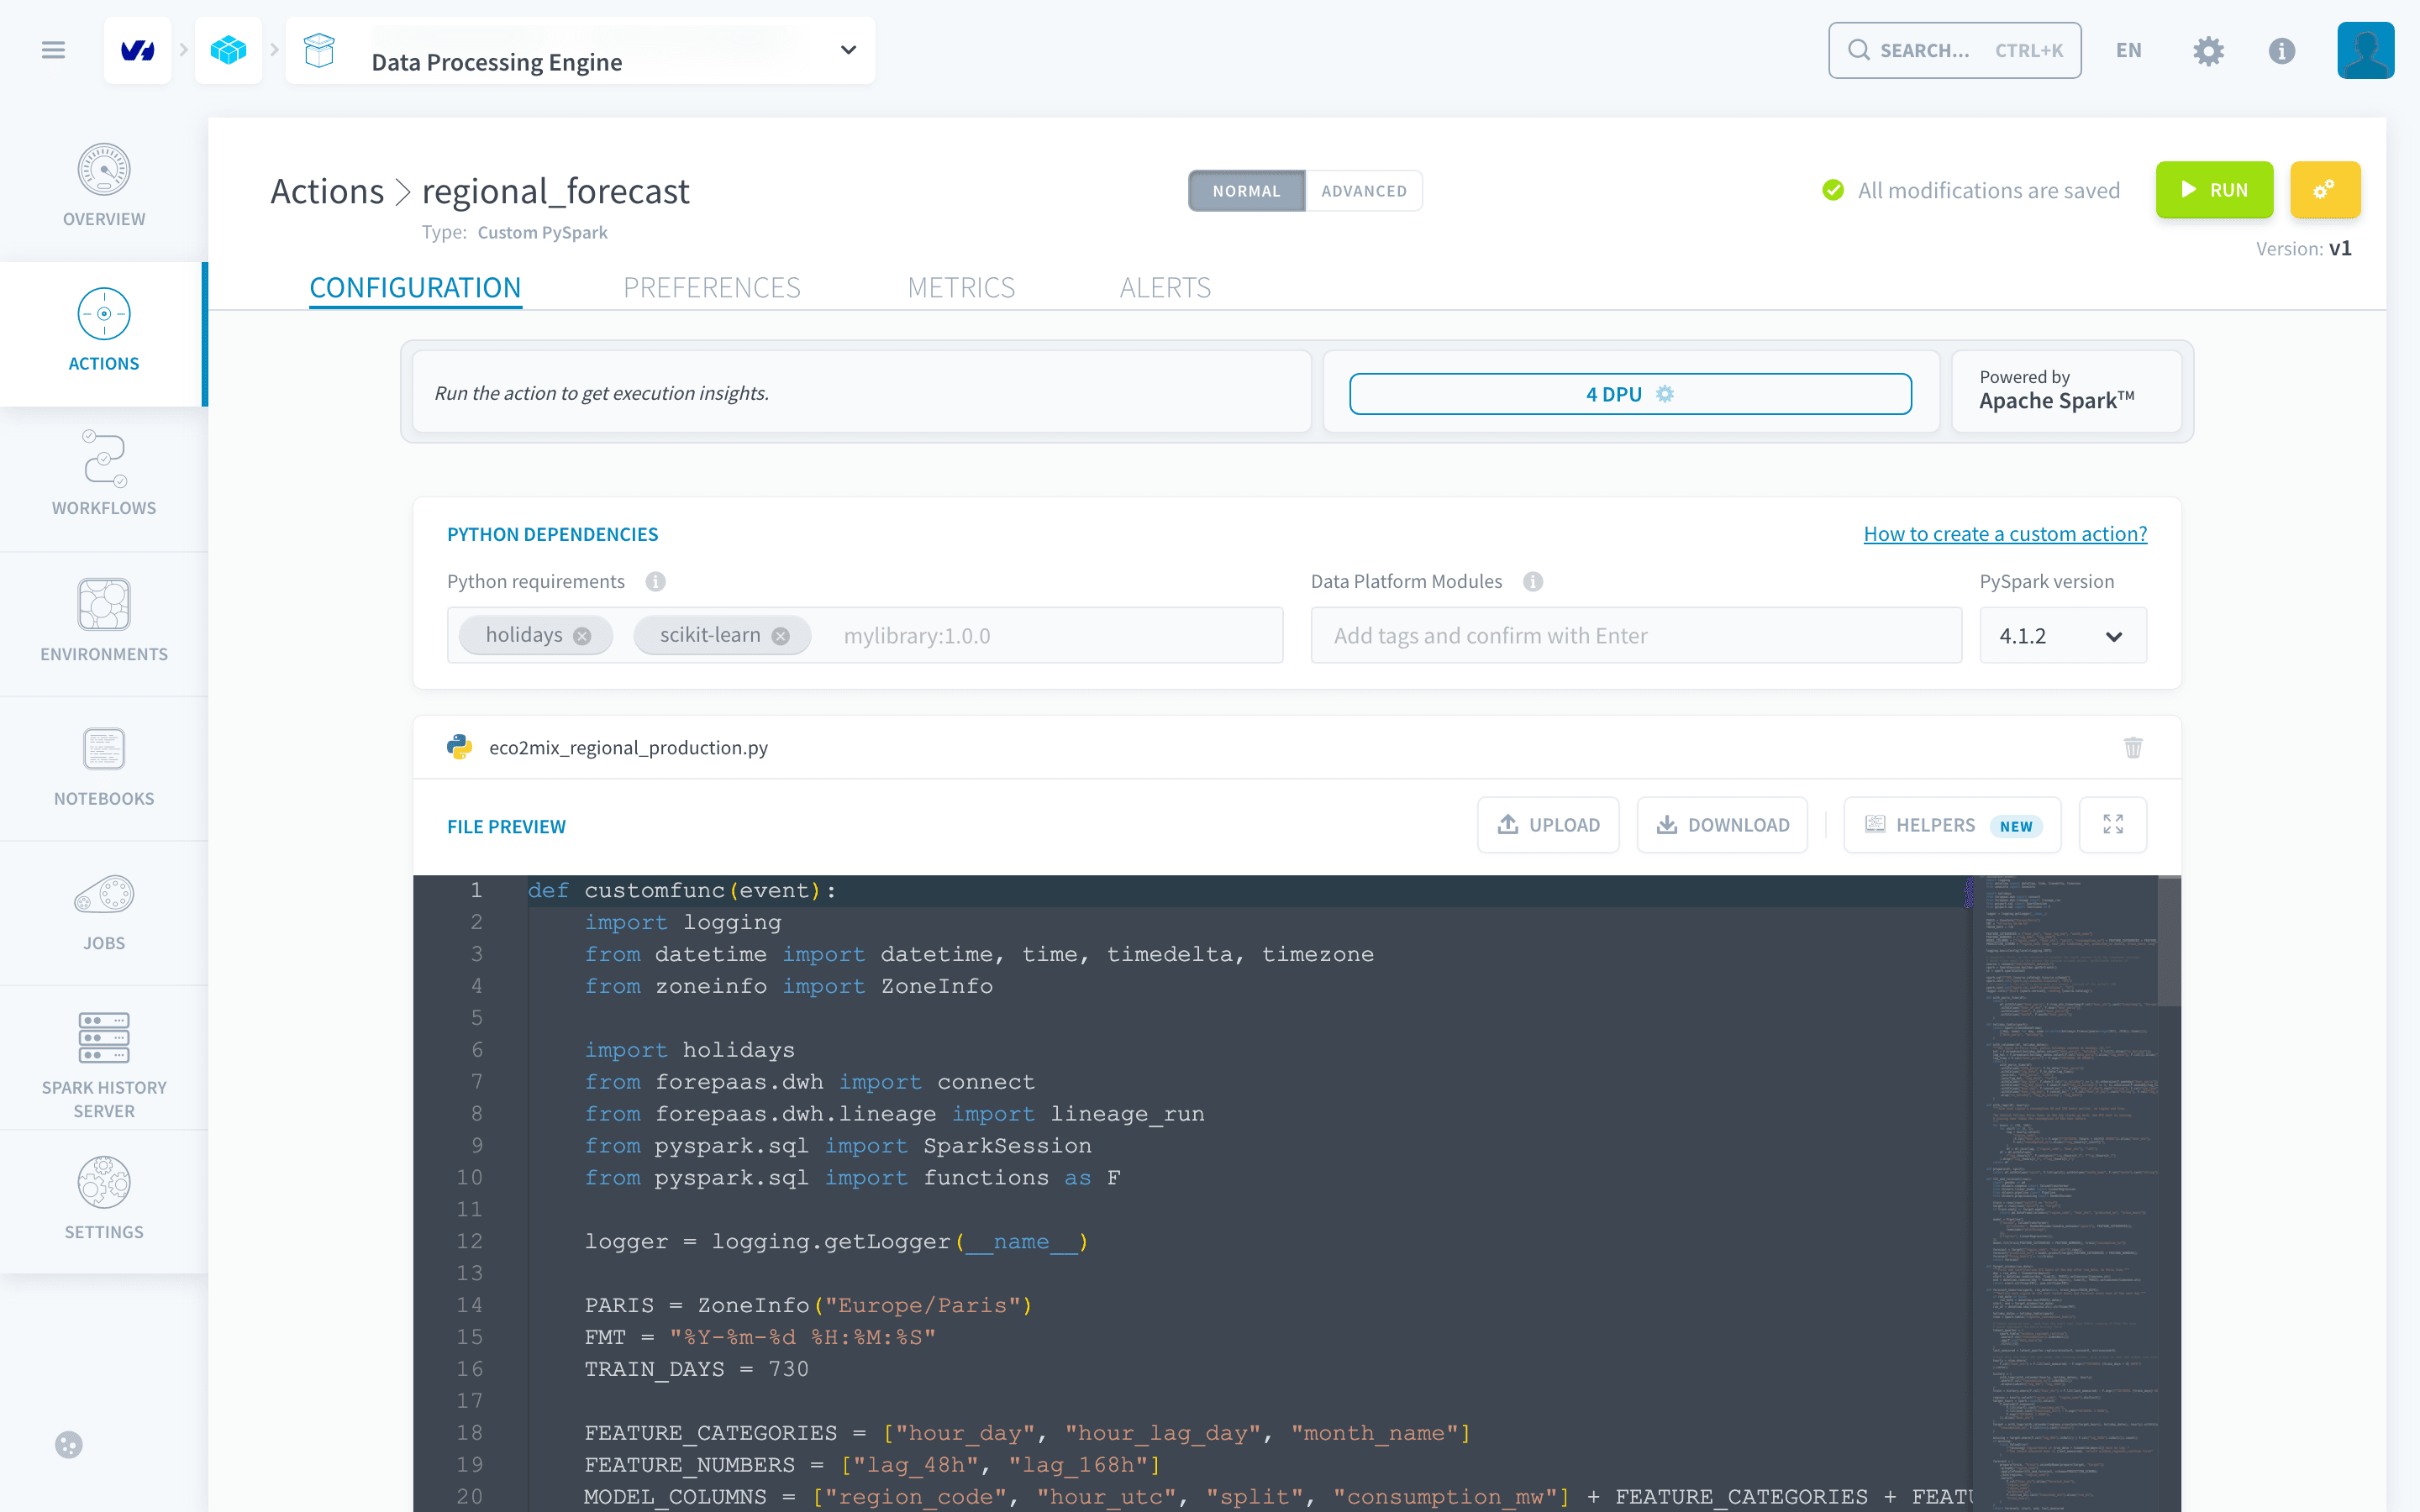 Data Processing Engine
SEARCH... CTRL+K
EN
OVERVIEW
ACTIONS
WORKFLOWS
ENVIRONMENTS
NOTEBOOKS
JOBS
SPARK HISTORY
SERVER
SETTINGS
Actions > regional_forecast
Type: Custom PySpark
NORMAL ADVANCED
All modifications are saved
RUN
Version: v1
CONFIGURATION PREFERENCES METRICS ALERTS
Run the action to get execution insights.
4 DPU
Powered by
Apache Spark™
PYTHON DEPENDENCIES
How to create a custom action?
Python requirements
Data Platform Modules
PySpark version
holidays scikit-learn mylibrary:1.0.0
Add tags and confirm with Enter
4.1.2
eco2mix_regional_production.py
FILE PREVIEW
UPLOAD DOWNLOAD HELPERS NEW
1 def customfunc(event):
2 import logging
3 from datetime import datetime, time, timedelta, timezone
4 from zoneinfo import ZoneInfo
5
6 import holidays
7 from forepaas.dwh import connect
8 from forepaas.dwh.lineage import lineage_run
9 from pyspark.sql import SparkSession
10 from pyspark.sql import functions as F
11
12 logger = logging.getLogger(__name__)
13
14 PARIS = ZoneInfo("Europe/Paris")
15 FMT = "%Y-%m-%d %H:%M:%S"
16 TRAIN_DAYS = 730
17
18 FEATURE_CATEGORIES = ["hour_day", "hour_lag_day", "month_name"]
19 FEATURE_NUMBERS = ["lag_48h", "lag_168h"]
20 MODEL_COLUMNS = ["region_code", "hour_utc", "split", "consumption_mw"] + FEATURE_CATEGORIES + FEATU